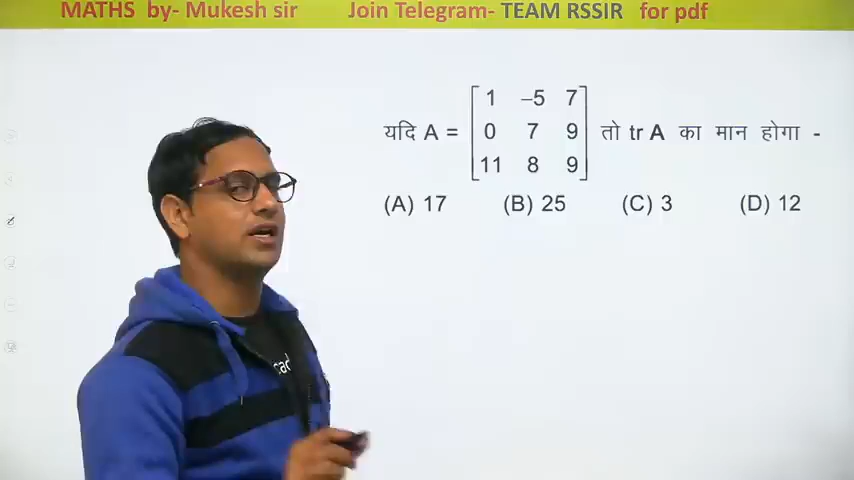 MATHS by- Mukesh sir Join Telegram- TEAM RSSIR for pdf
यदि A = [1 –5 7
0 7 9
11 8 9] तो tr A का मान होगा -
(A) 17 (B) 25 (C) 3 (D) 12